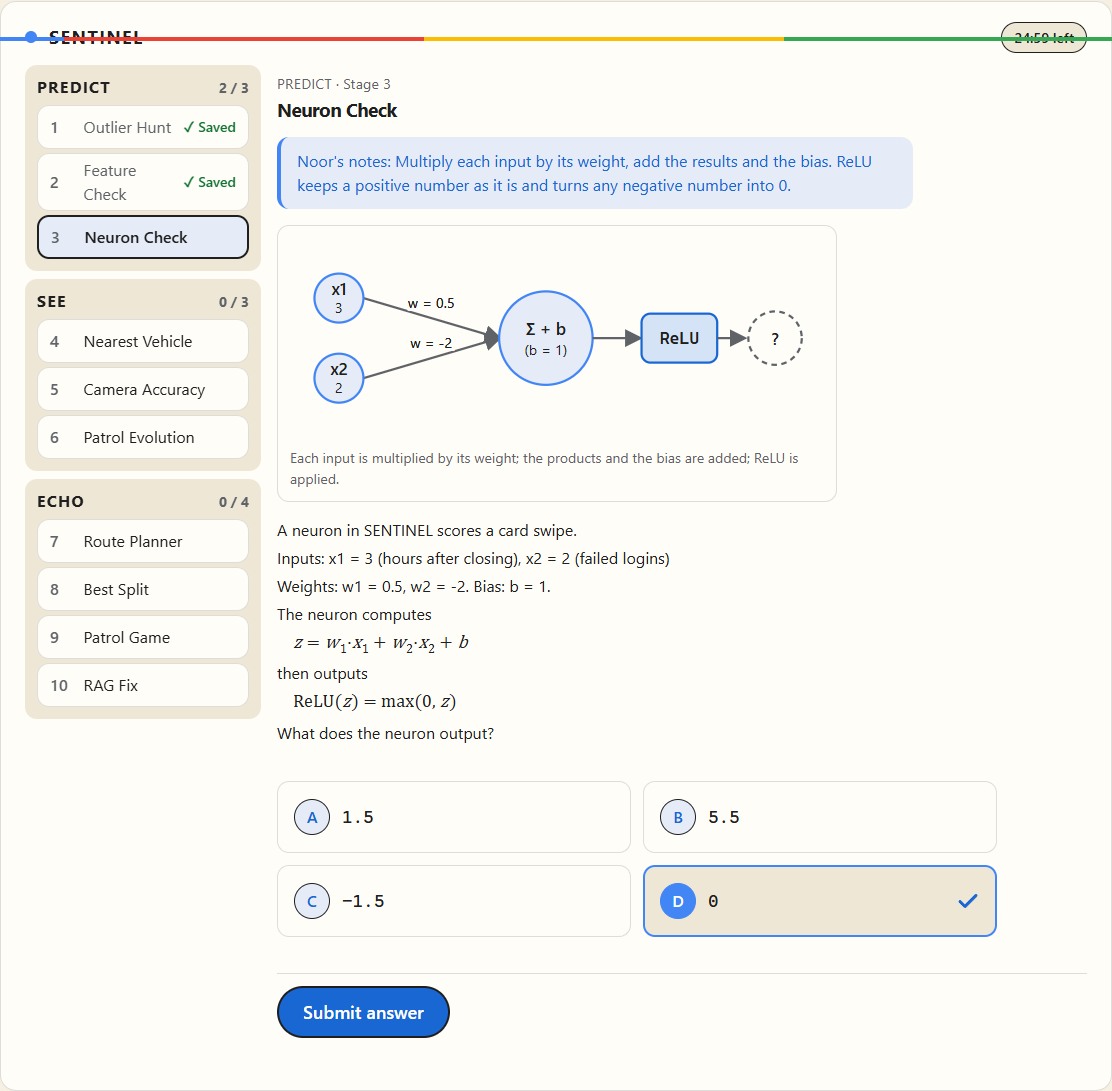 SENTINEL
24:59 left
PREDICT 2 / 3
1 Outlier Hunt ✓ Saved
2 Feature Check ✓ Saved
3 Neuron Check
SEE 0 / 3
4 Nearest Vehicle
5 Camera Accuracy
6 Patrol Evolution
ECHO 0 / 4
7 Route Planner
8 Best Split
9 Patrol Game
10 RAG Fix
PREDICT · Stage 3
Neuron Check
Noor's notes: Multiply each input by its weight, add the results and the bias. ReLU
keeps a positive number as it is and turns any negative number into 0.
x1
3
w = 0.5
x2
2
w = -2
Σ + b
(b = 1)
ReLU
?
Each input is multiplied by its weight; the products and the bias are added; ReLU is
applied.
A neuron in SENTINEL scores a card swipe.
Inputs: x1 = 3 (hours after closing), x2 = 2 (failed logins)
Weights: w1 = 0.5, w2 = -2. Bias: b = 1.
The neuron computes
z = w₁·x₁ + w₂·x₂ + b
then outputs
ReLU(z) = max(0, z)
What does the neuron output?
A 1.5
B 5.5
C −1.5
D 0
Submit answer